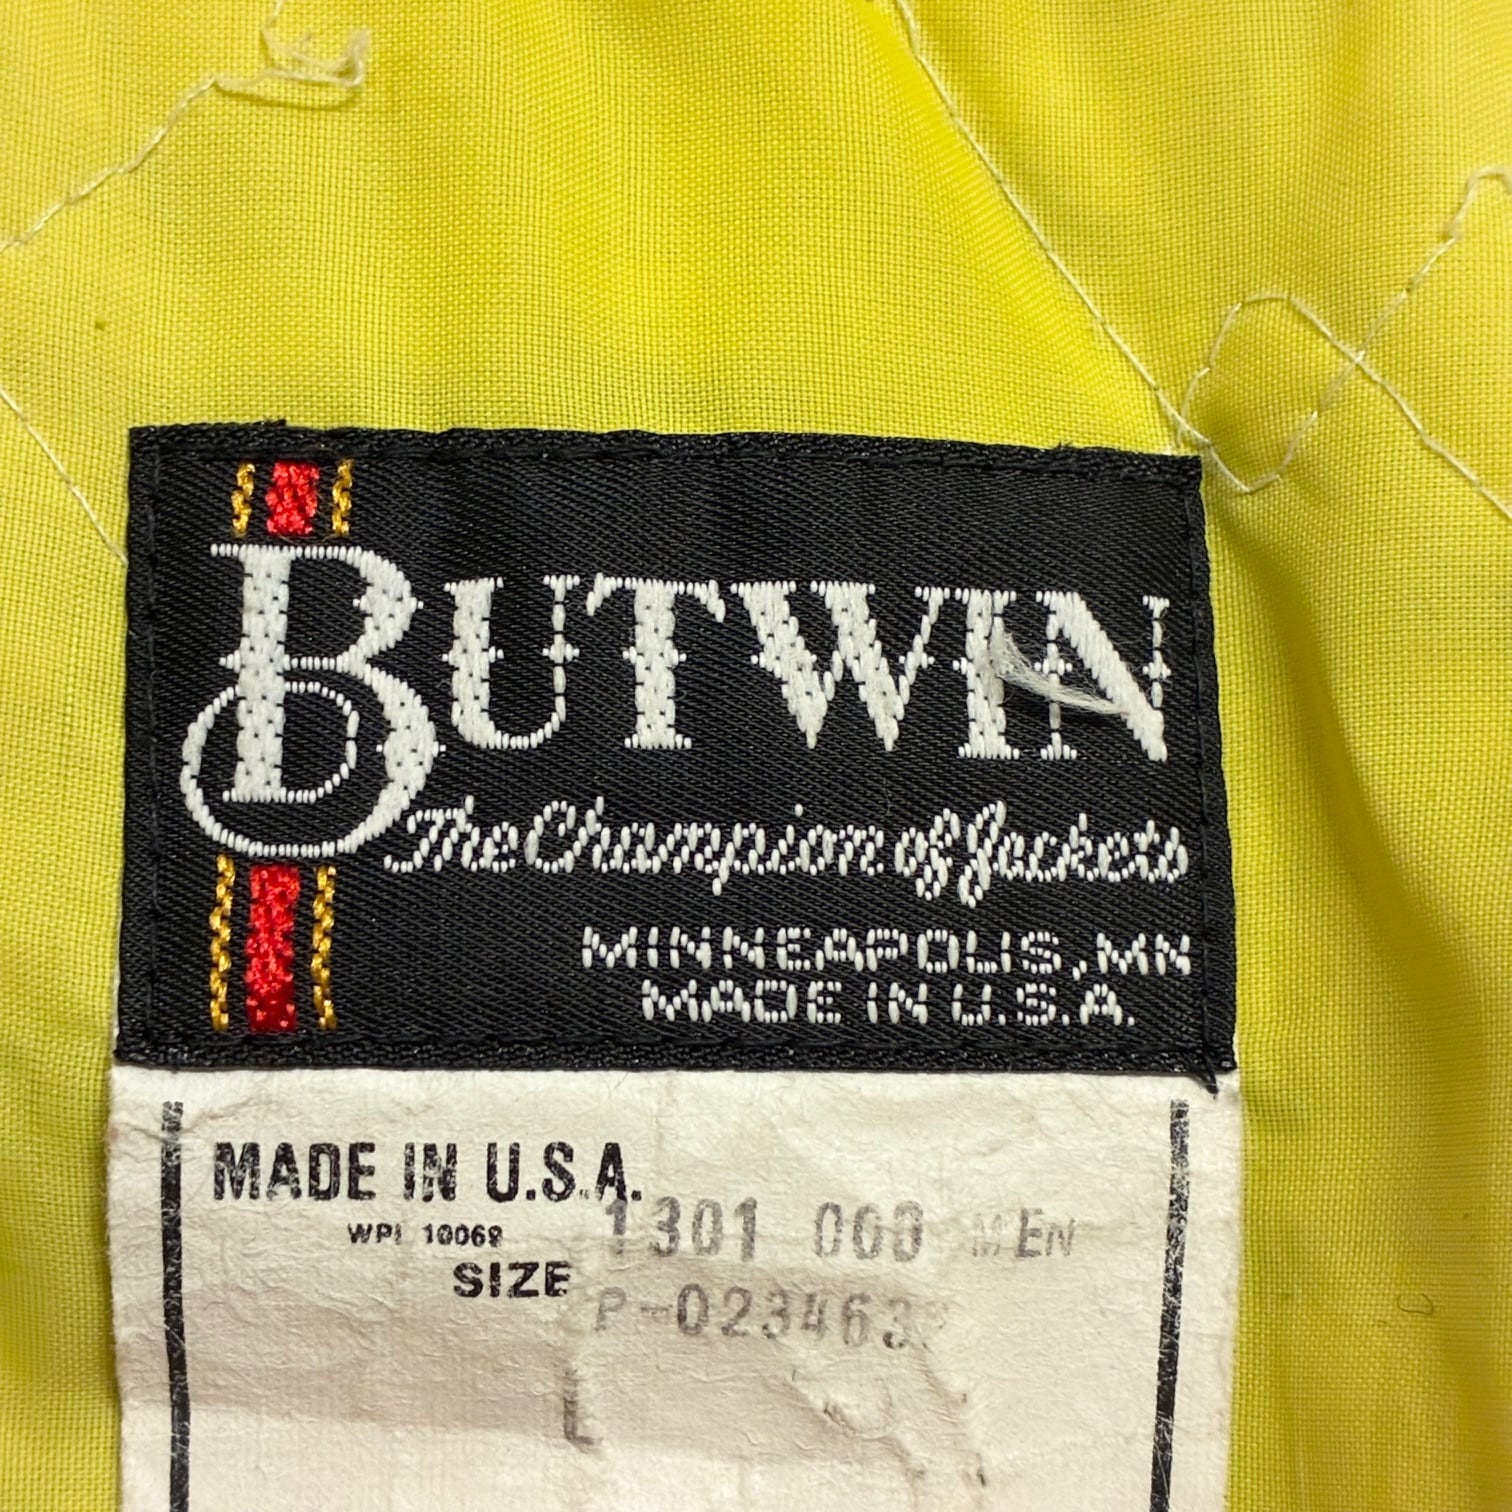 BUTWIN
The Champion of Jackets
MINNEAPOLIS, MN
MADE IN U.S.A.
MADE IN U.S.A.
WPL 10069
1301 000 MEN
SIZE
P-023463
L